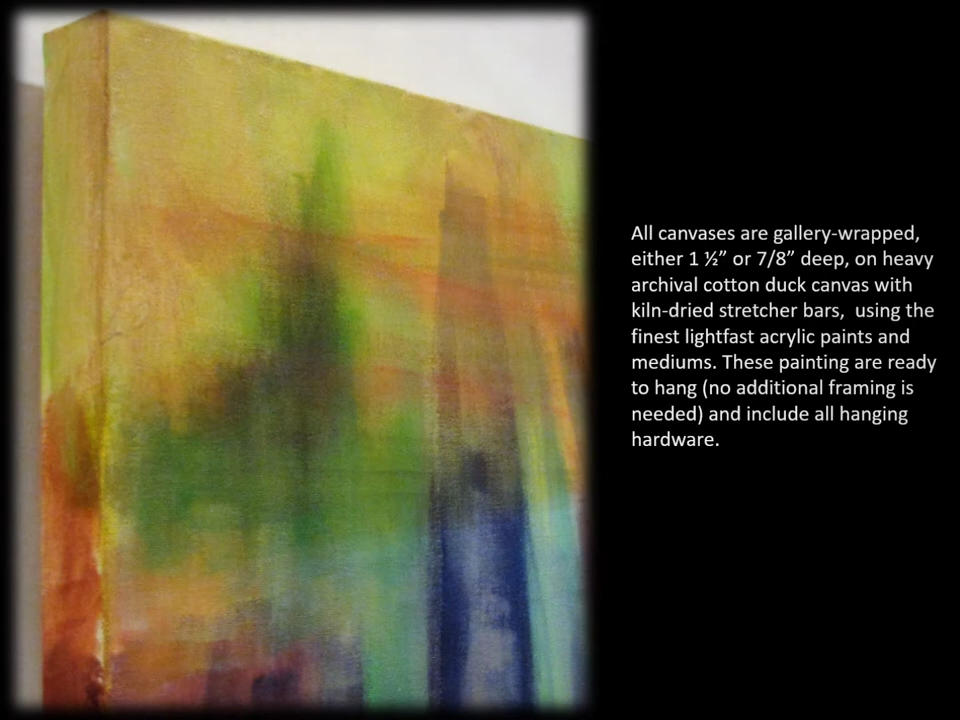 All canvases are gallery-wrapped,
either 1 ½” or 7/8” deep, on heavy
archival cotton duck canvas with
kiln-dried stretcher bars,  using the
finest lightfast acrylic paints and
mediums. These painting are ready
to hang (no additional framing is
needed) and include all hanging
hardware.